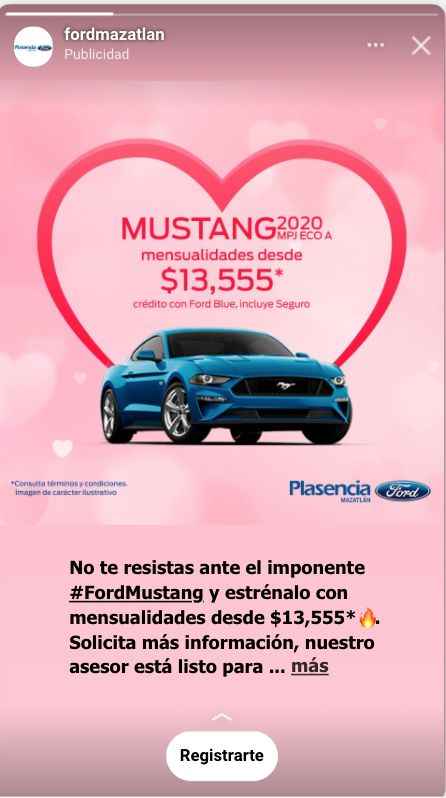 fordmazatlan
Publicidad
MUSTANG 2020
MPJ ECO A
mensualidades desde
$13,555*
crédito con Ford Blue, incluye Seguro
*Consulta términos y condiciones.
Imagen de carácter ilustrativo
Plasencia Ford
MAZATLÁN
No te resistas ante el imponente
#FordMustang y estrénalo con
mensualidades desde $13,555*🔥.
Solicita más información, nuestro
asesor está listo para ... más
Registrarte